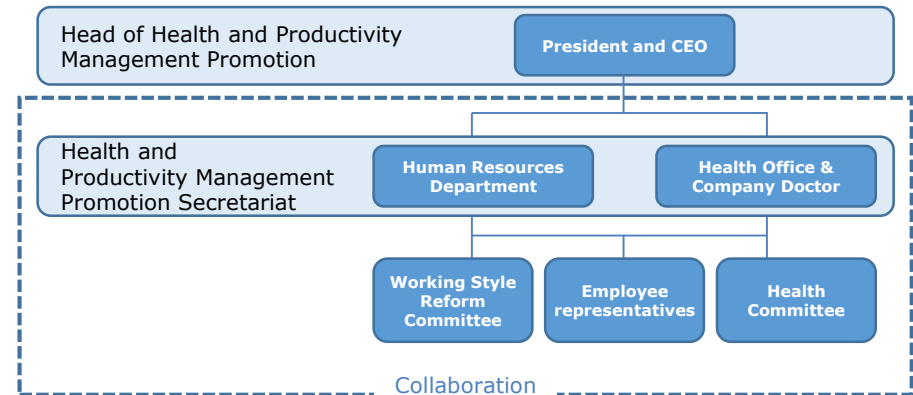 Head of Health and Productivity
Management Promotion
President and CEO
Health and
Productivity Management
Promotion Secretariat
Human Resources
Department
Health Office &
Company Doctor
Working Style
Reform
Committee
Employee
representatives
Health
Committee
Collaboration